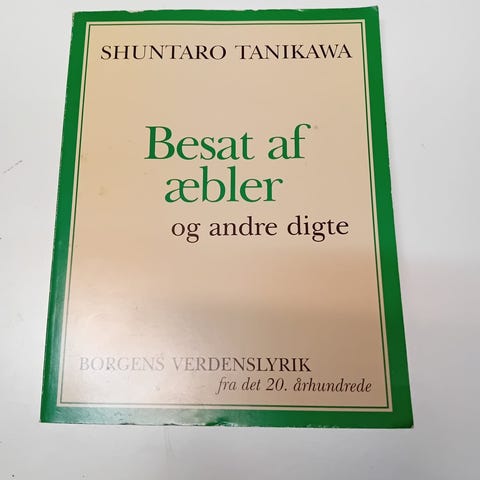 SHUNTARO TANIKAWA
Besat af
æbler
og andre digte
BORGENS VERDENSLYRIK
fra det 20. århundrede